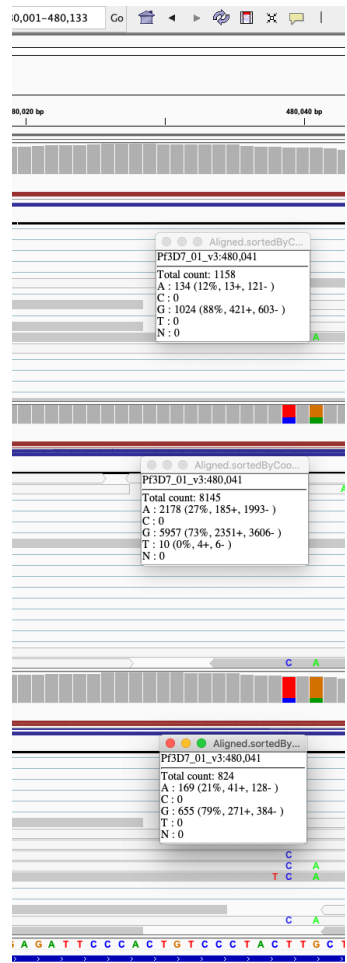 0,001-480,133 Go
80,020 bp 480,040 bp
Aligned.sortedByC...
Pf3D7_01_v3:480,041
Total count: 1158
A : 134 (12%, 13+, 121- )
C : 0
G : 1024 (88%, 421+, 603- )
T : 0
N : 0
A
Aligned.sortedByCoo...
Pf3D7_01_v3:480,041
Total count: 8145
A : 2178 (27%, 185+, 1993- )
C : 0
G : 5957 (73%, 2351+, 3606- )
T : 10 (0%, 4+, 6- )
N : 0
A
C A
Aligned.sortedBy...
Pf3D7_01_v3:480,041
Total count: 824
A : 169 (21%, 41+, 128- )
C : 0
G : 655 (79%, 271+, 384- )
T : 0
N : 0
C
C A
T C A
C A
G A G A T T C C C A C T G T C C C T A C T T G C T